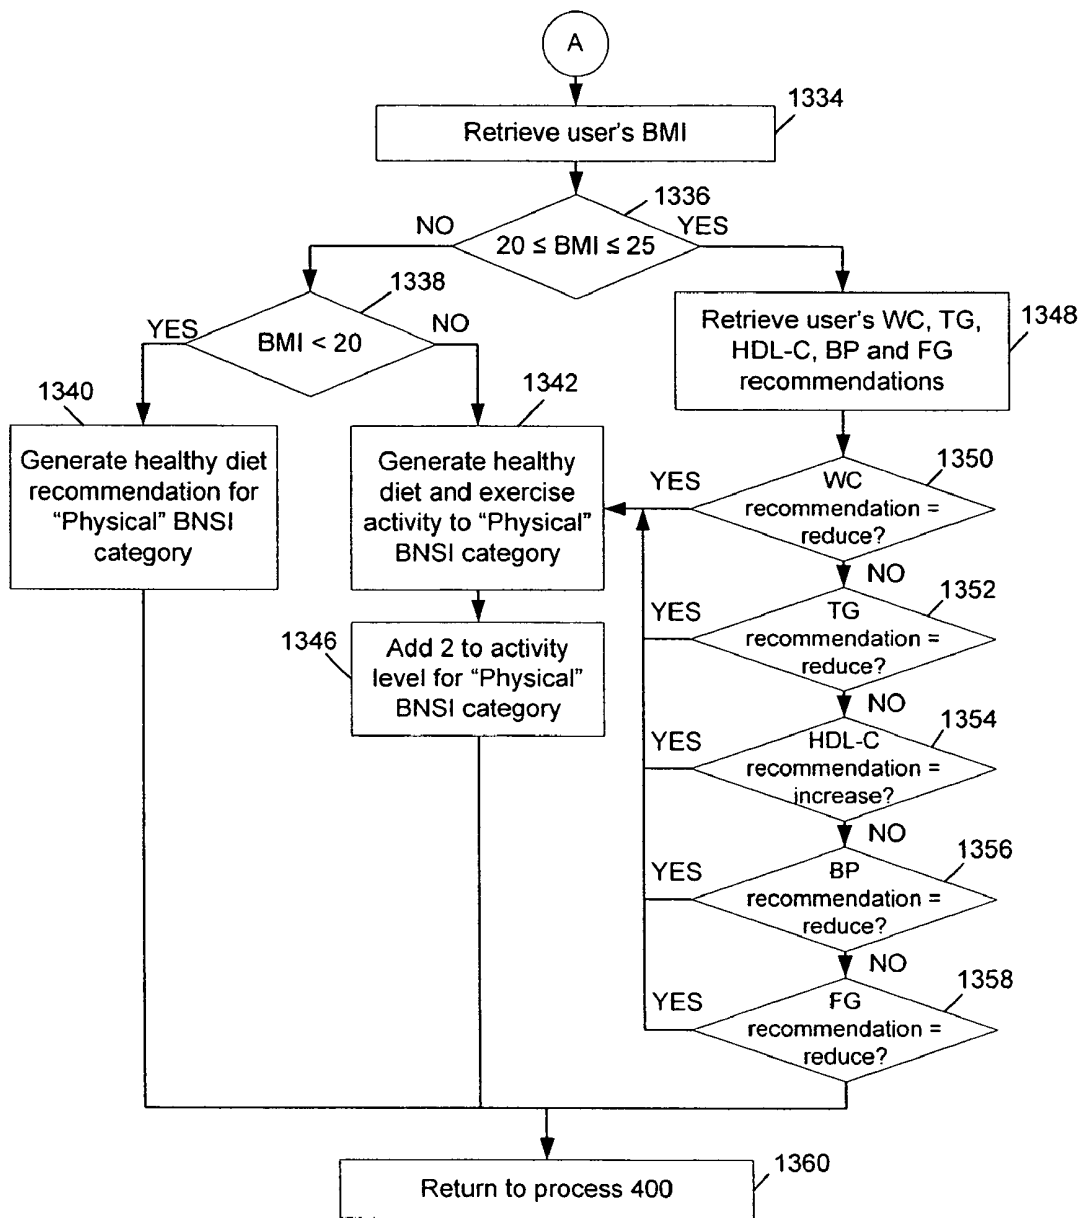 A
1334
Retrieve user's BMI
1336
NO
YES
20 ≤ BMI ≤ 25
1338
YES
NO
BMI < 20
Retrieve user's WC, TG,
HDL-C, BP and FG
recommendations
1348
1340
1342
Generate healthy diet
recommendation for
“Physical” BNSI
category
Generate healthy
diet and exercise
activity to “Physical”
BNSI category
YES
WC
recommendation =
reduce?
1350
NO
1346
Add 2 to activity
level for “Physical”
BNSI category
YES
TG
recommendation =
reduce?
1352
NO
YES
HDL-C
recommendation =
increase?
1354
NO
YES
BP
recommendation =
reduce?
1356
NO
YES
FG
recommendation =
reduce?
1358
1360
Return to process 400